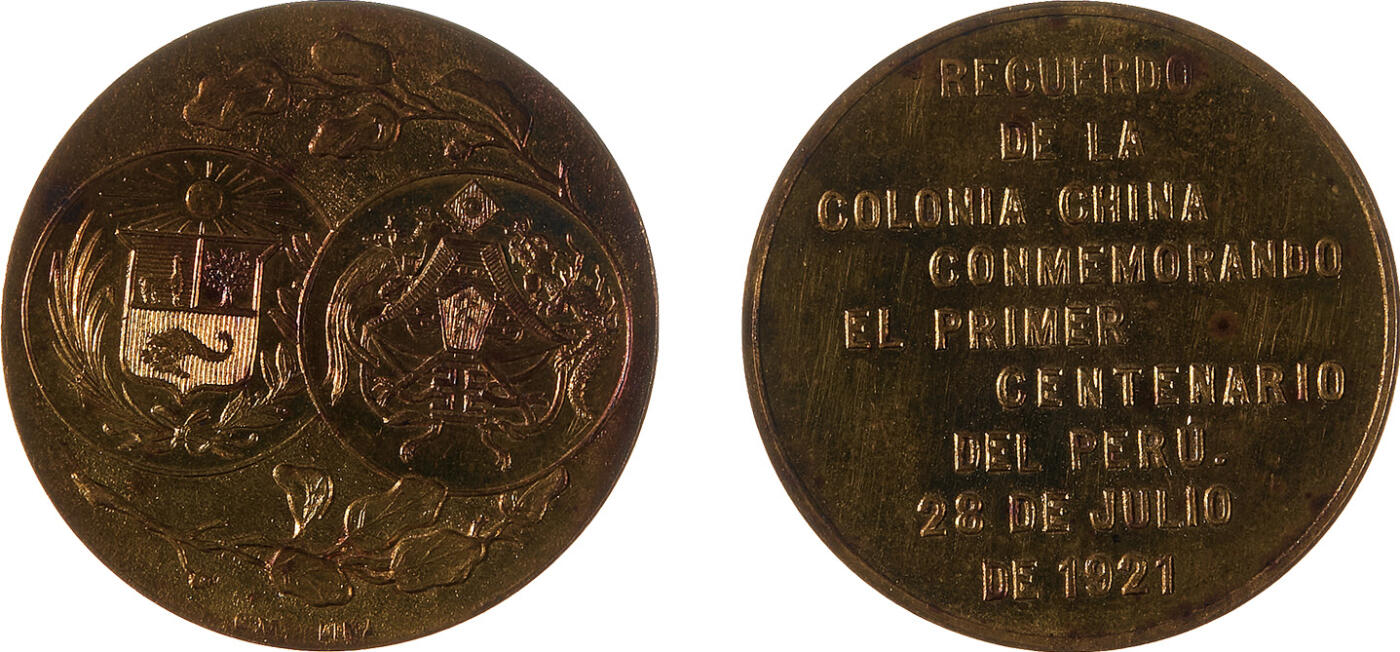 RECUERDO
DE LA
COLONIA CHINA
CONMEMORANDO
EL PRIMER
CENTENARIO
DEL PERÚ.
28 DE JULIO
DE 1921